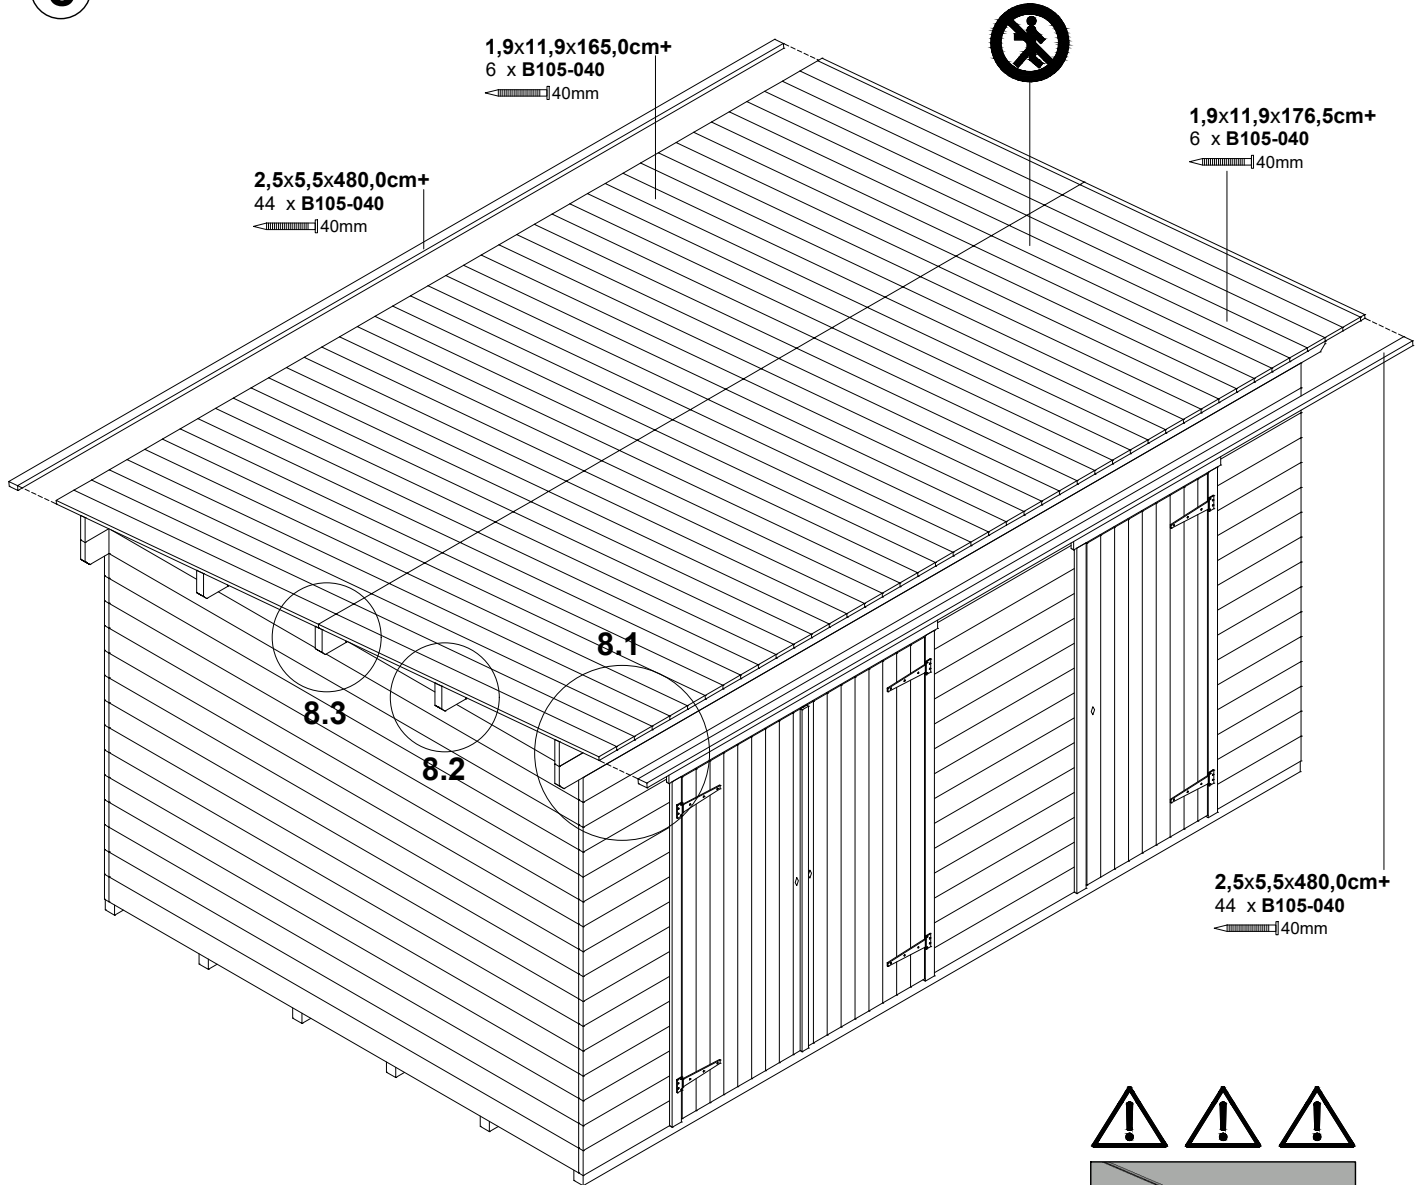 1,9x11,9x165,0cm+
6 x B105-040
40mm
1,9x11,9x176,5cm+
6 x B105-040
40mm
2,5x5,5x480,0cm+
44 x B105-040
40mm
8.1
8.3
8.2
2,5x5,5x480,0cm+
44 x B105-040
40mm